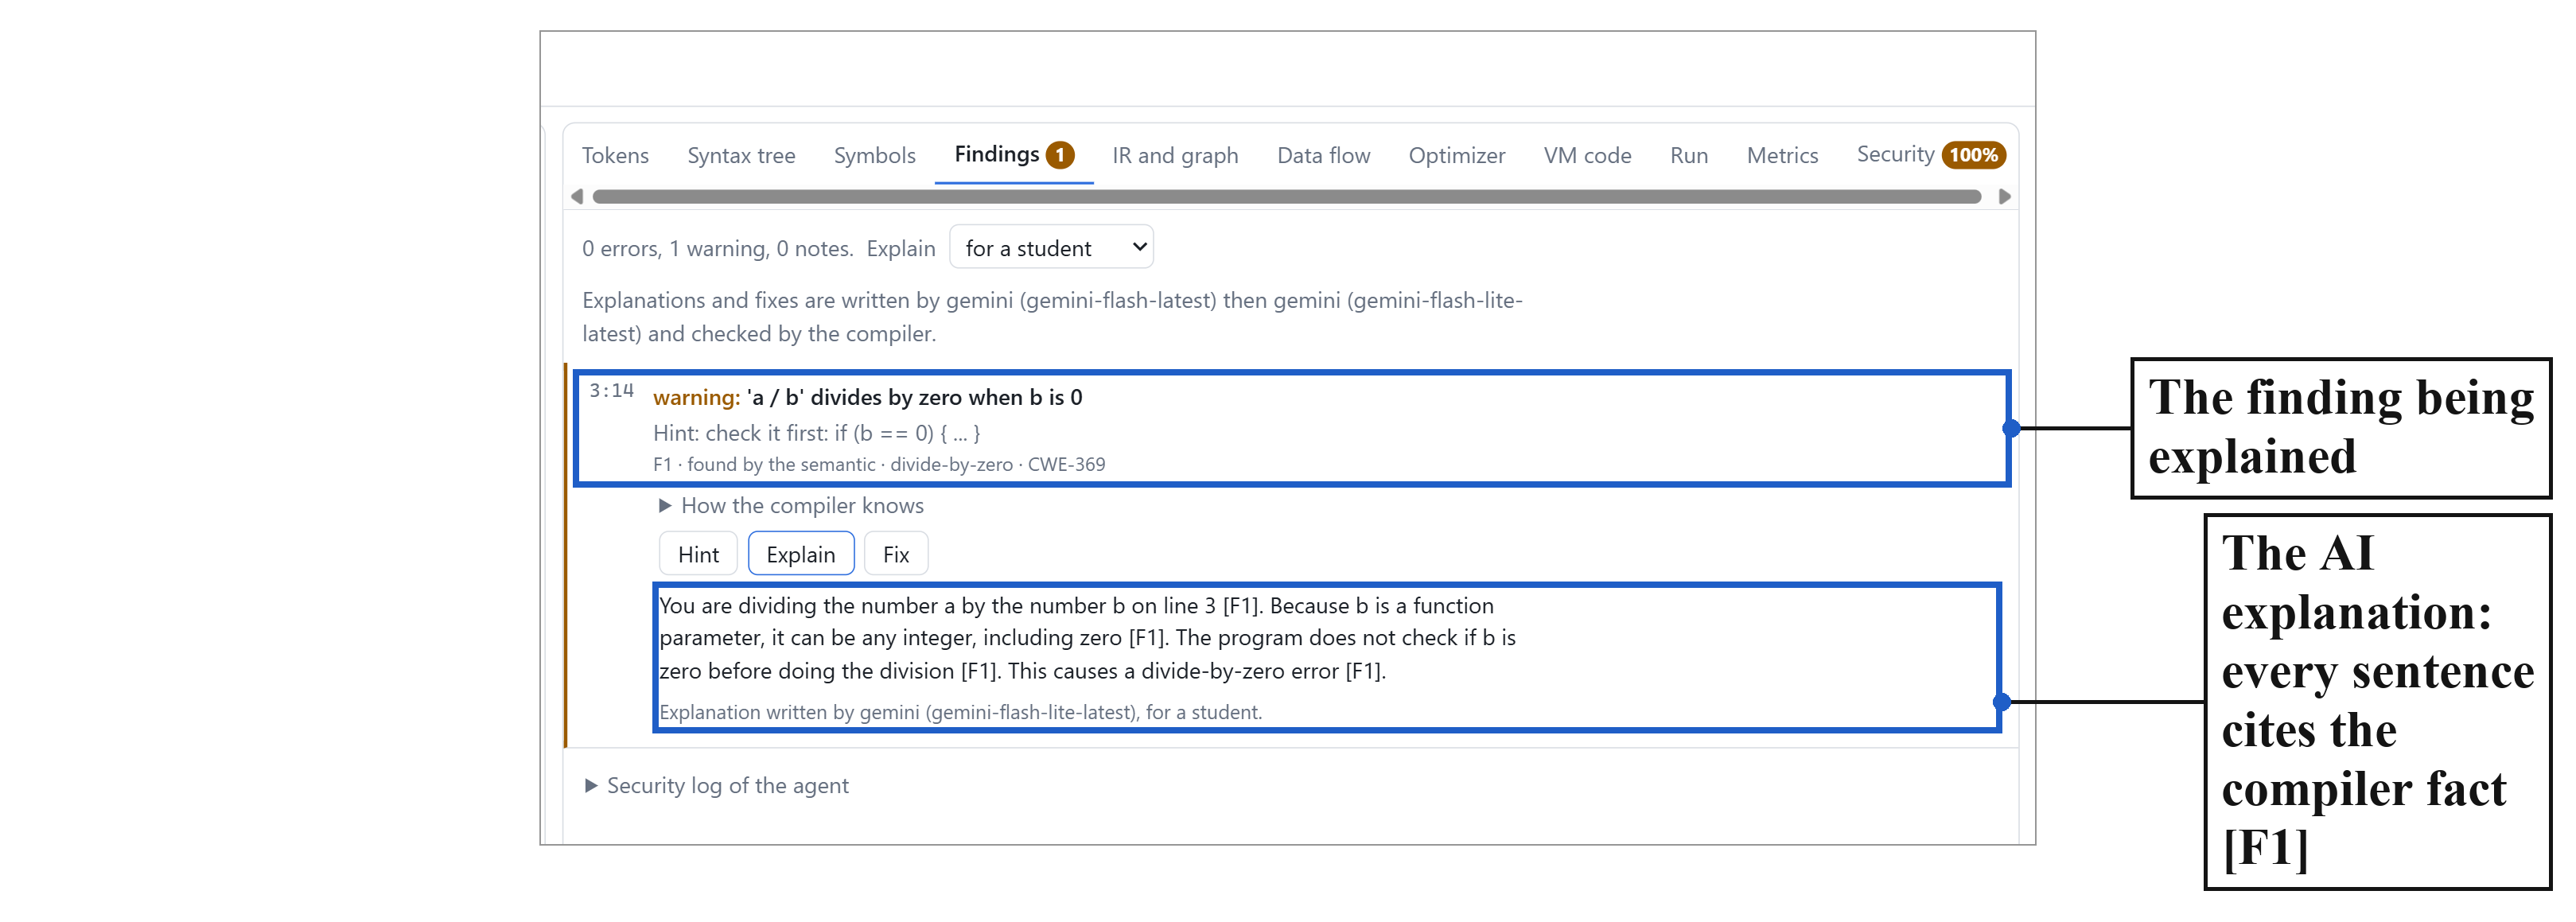 Tokens Syntax tree Symbols Findings 1 IR and graph Data flow Optimizer VM code Run Metrics Security 100%
0 errors, 1 warning, 0 notes. Explain for a student
Explanations and fixes are written by gemini (gemini-flash-latest) then gemini (gemini-flash-lite-
latest) and checked by the compiler.
3:14 warning: 'a / b' divides by zero when b is 0
Hint: check it first: if (b == 0) { ... }
F1 · found by the semantic · divide-by-zero · CWE-369
How the compiler knows
Hint Explain Fix
You are dividing the number a by the number b on line 3 [F1]. Because b is a function
parameter, it can be any integer, including zero [F1]. The program does not check if b is
zero before doing the division [F1]. This causes a divide-by-zero error [F1].
Explanation written by gemini (gemini-flash-lite-latest), for a student.
Security log of the agent
The finding being
explained
The AI
explanation:
every sentence
cites the
compiler fact
[F1]